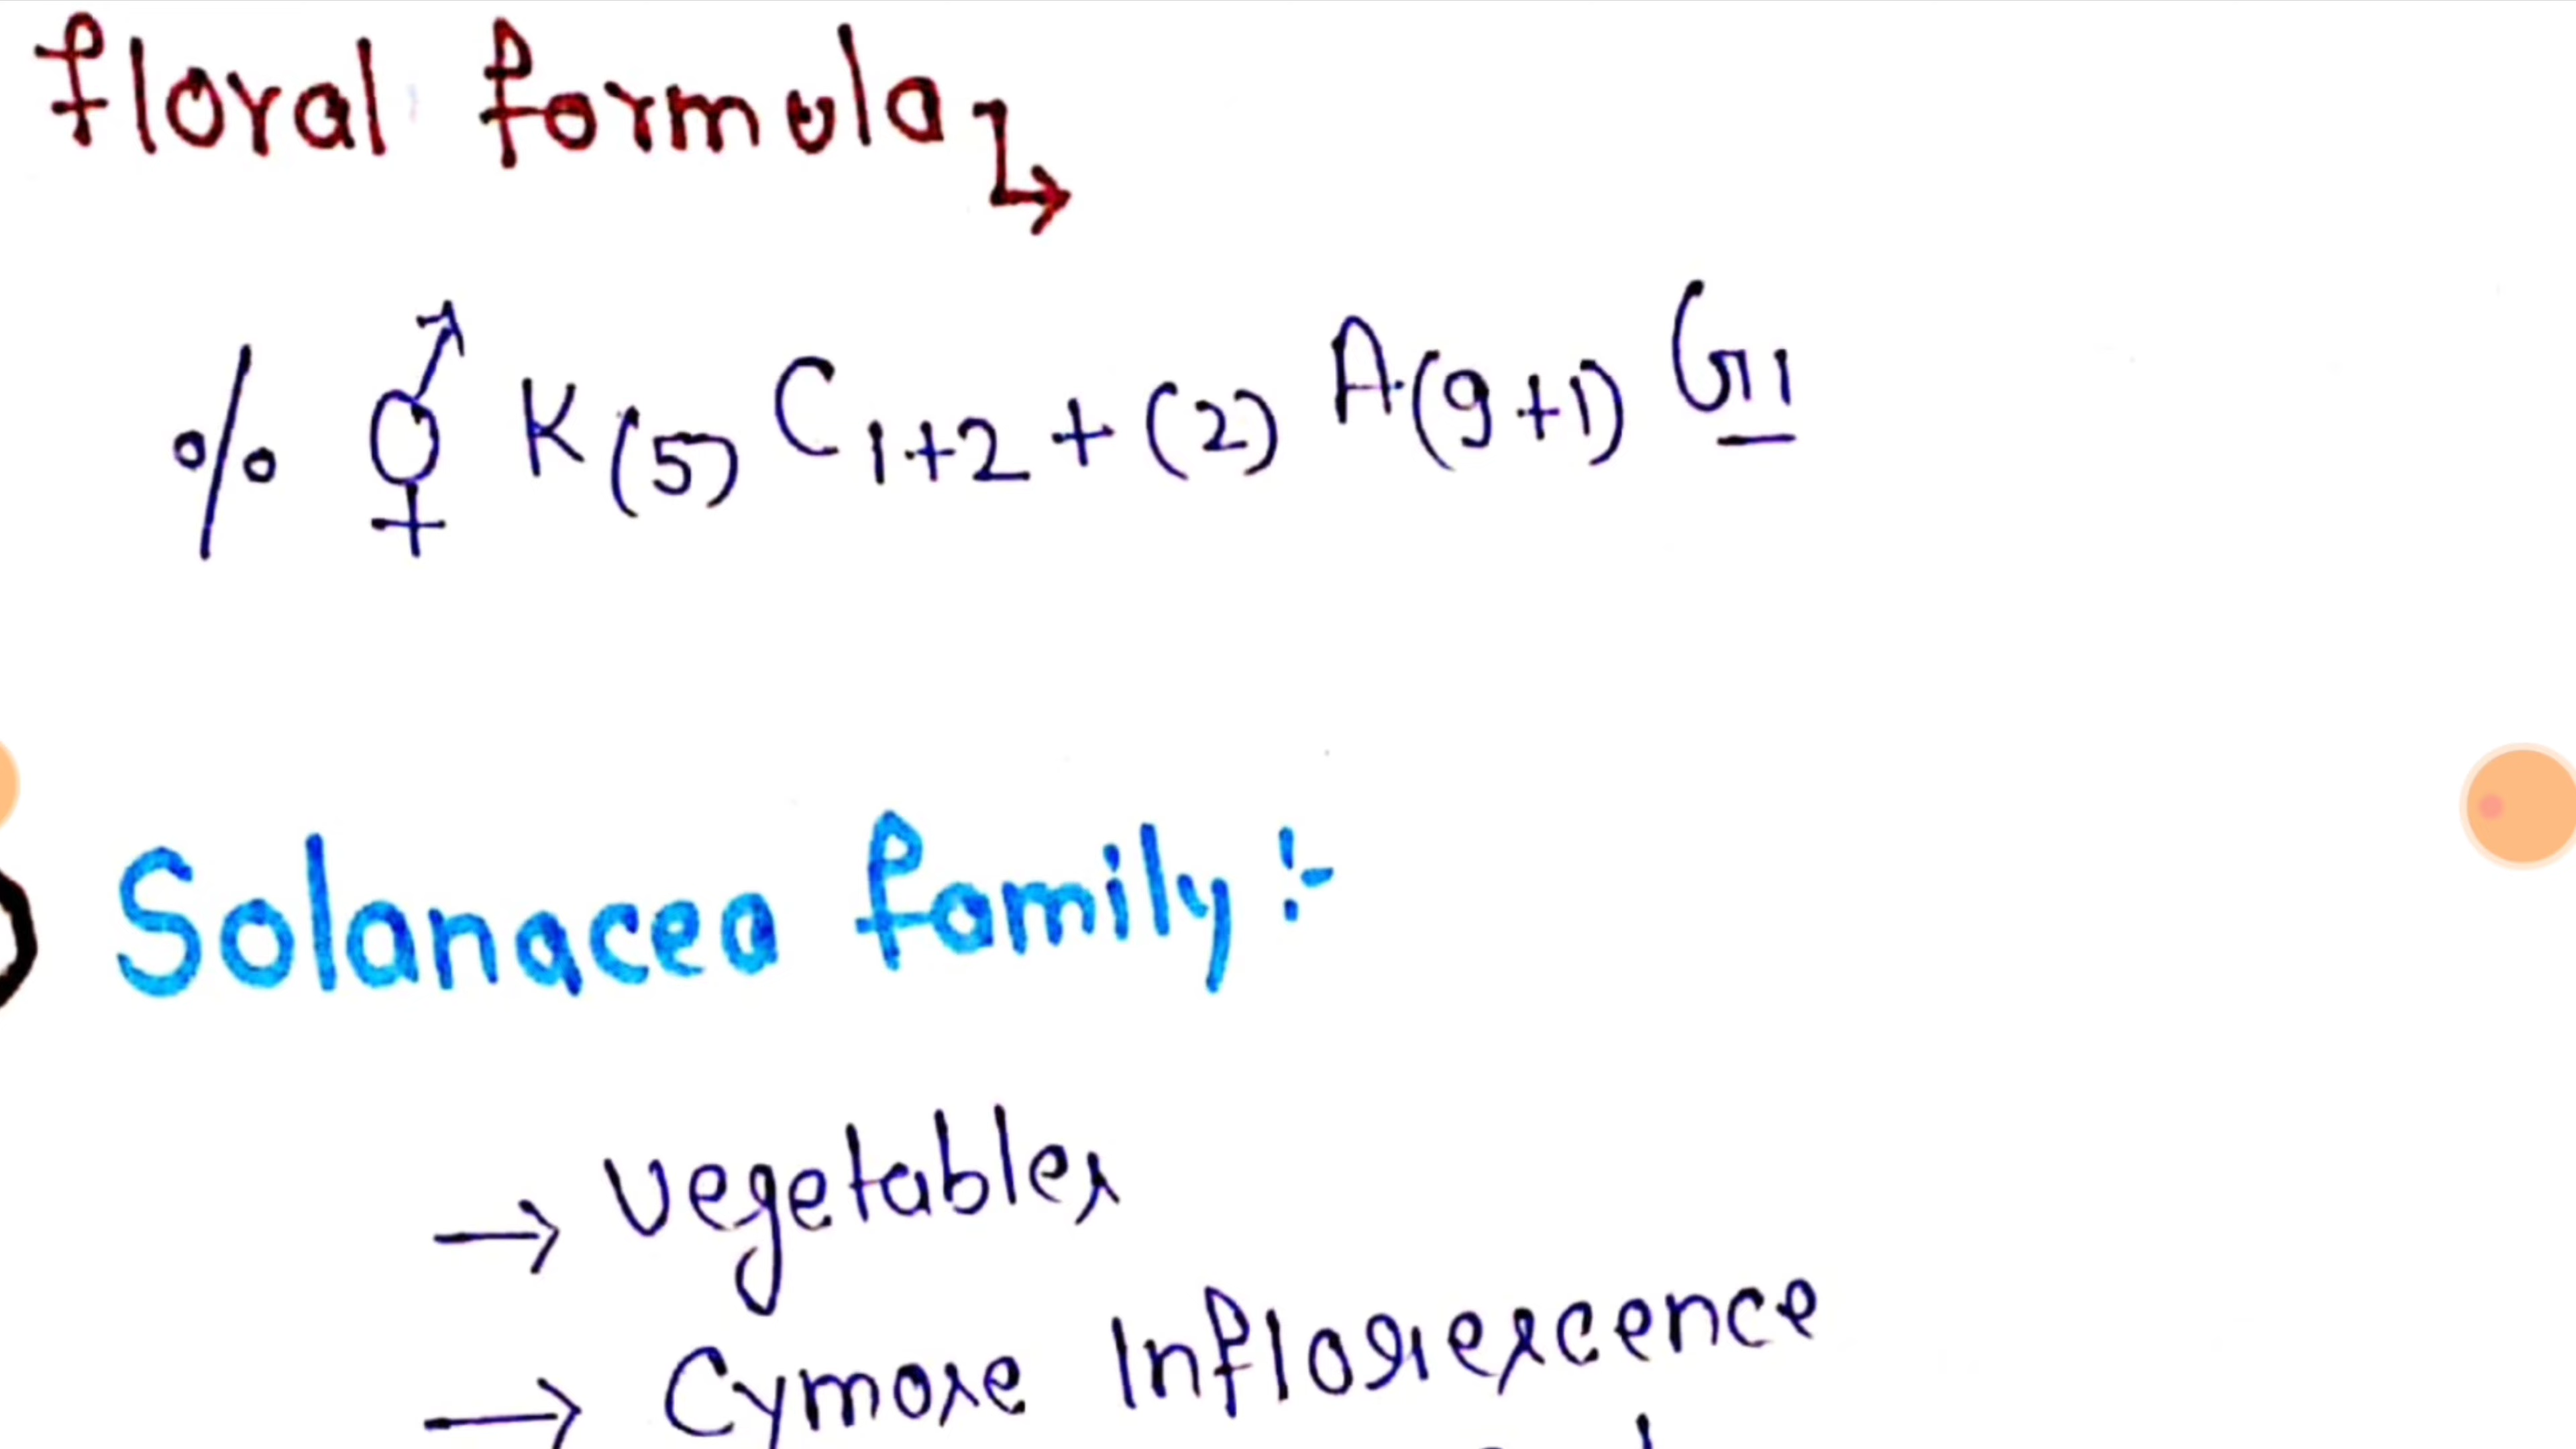 floral formula ↳
% ⚥ K(5) C1+2+(2) A(9+1) G1
Solanacea family :-
→ Vegetables
→ Cymose Inflorescence